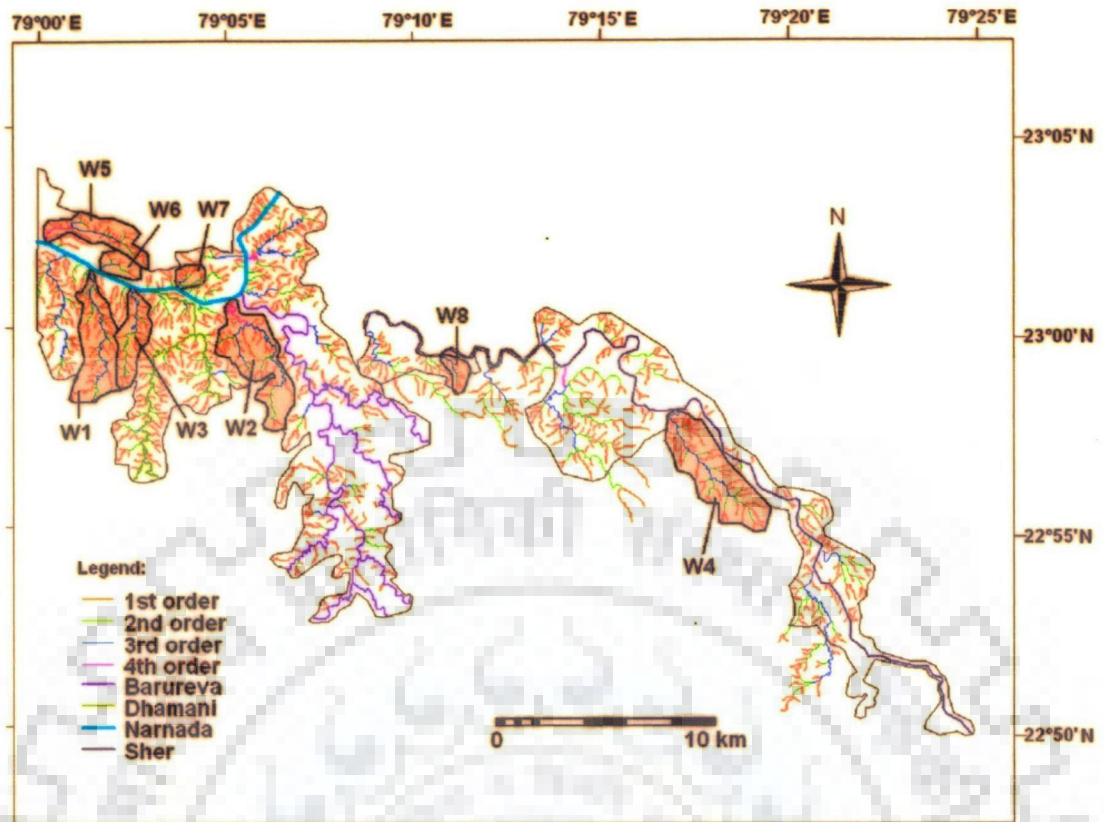 79°00' E 79°05' E 79°10' E 79°15' E 79°20' E 79°25' E
23°05' N
W5
W6 W7
N
W8
23°00' N
W1 W3 W2
22°55' N
W4
Legend:
1st order
2nd order
3rd order
4th order
Barureva
Dhamani
Narnada
Sher
0 10 km
22°50' N